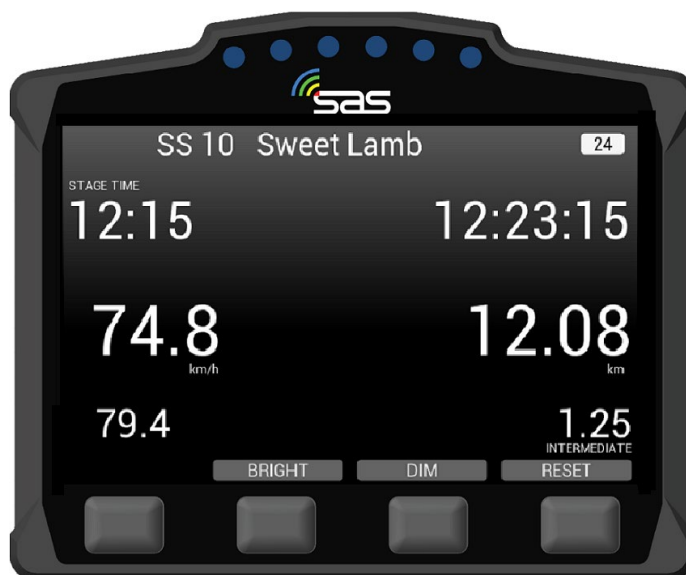 sas
SS 10 Sweet Lamb 24
STAGE TIME
12:15 12:23:15
74.8 12.08
km/h km
79.4 1.25
INTERMEDIATE
BRIGHT DIM RESET